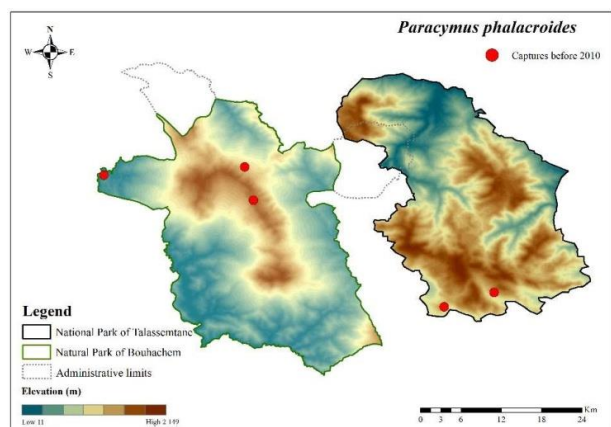 Paracymus phalacroides
Captures before 2010
N
W E
S
Legend
National Park of Talassemtane
Natural Park of Bouhachem
Administrative limits
Elevation (m)
Low 11
High 2 149
Km
0 3 6 12 18 24